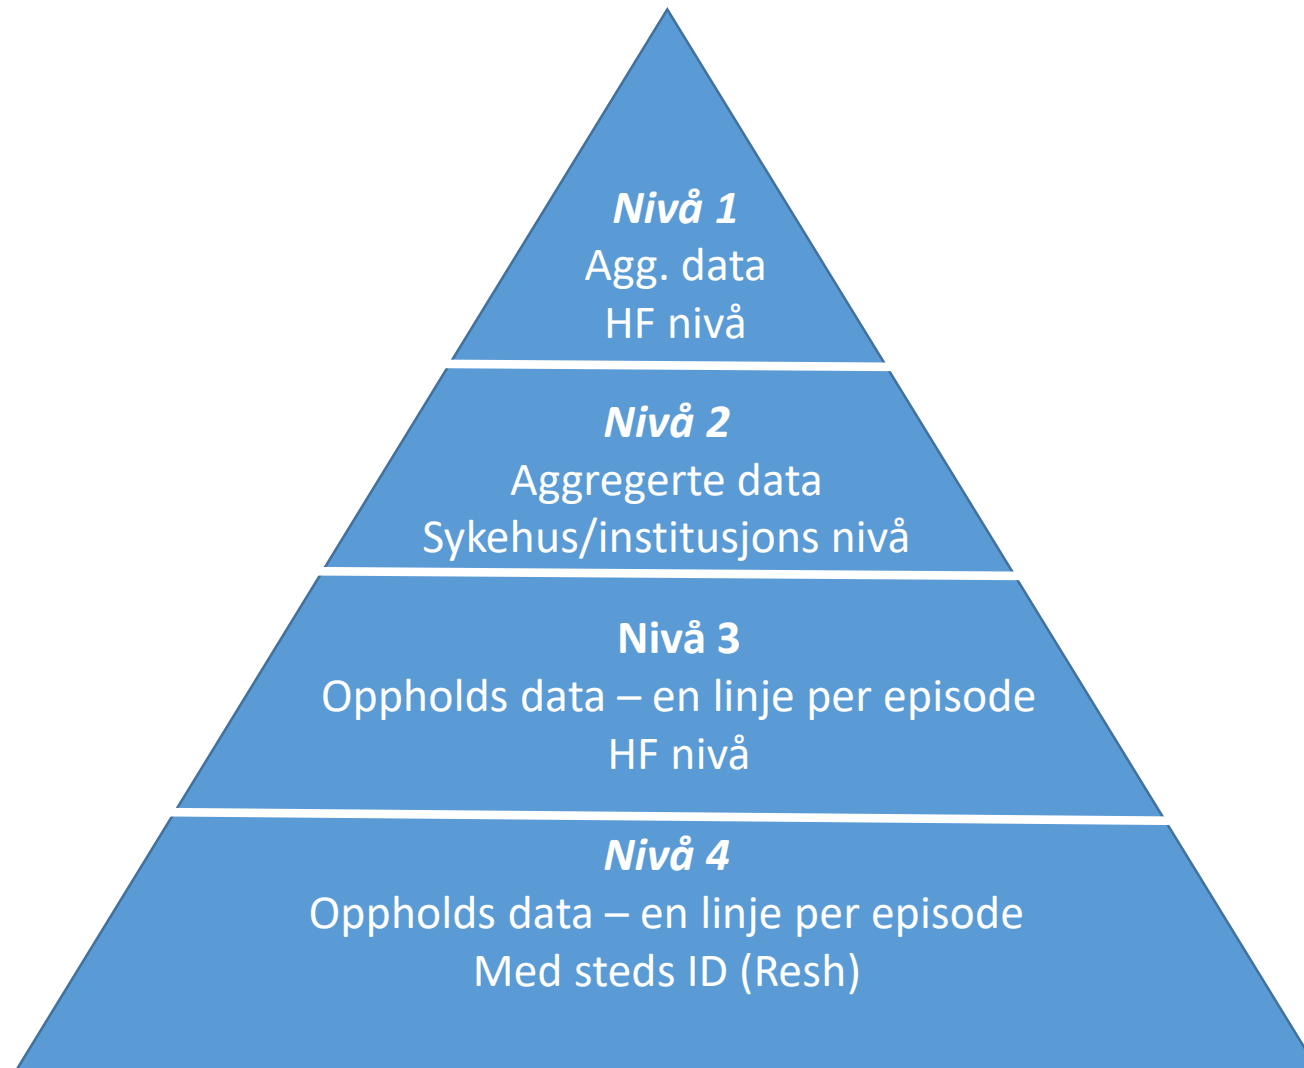 Nivå 1
Agg. data
HF nivå
Nivå 2
Aggregerte data
Sykehus/institusjons nivå
Nivå 3
Oppholds data – en linje per episode
HF nivå
Nivå 4
Oppholds data – en linje per episode
Med steds ID (Resh)